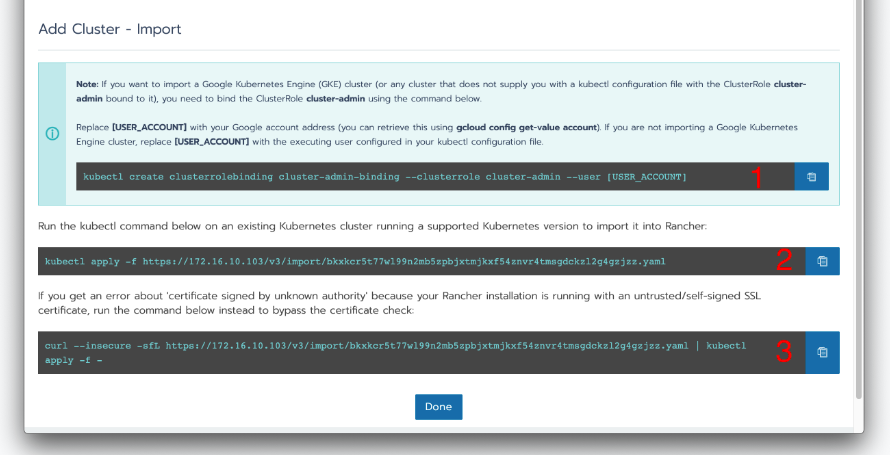 Add Cluster - Import
Note: If you want to import a Google Kubernetes Engine (GKE) cluster (or any cluster that does not supply you with a kubectl configuration file with the ClusterRole cluster-
admin bound to it), you need to bind the ClusterRole cluster-admin using the command below.
Replace [USER_ACCOUNT] with your Google account address (you can retrieve this using gcloud config get-value account). If you are not importing a Google Kubernetes
Engine cluster, replace [USER_ACCOUNT] with the executing user configured in your kubectl configuration file.
kubectl create clusterrolebinding cluster-admin-binding --clusterrole cluster-admin --user [USER_ACCOUNT] 1
Run the kubectl command below on an existing Kubernetes cluster running a supported Kubernetes version to import it into Rancher:
kubectl apply -f https://172.16.10.103/v3/import/bkxkcr5t77wl99n2mb5zpbjxtmjkxf54znvr4tmsgdckzl2g4gzjzz.yaml 2
If you get an error about 'certificate signed by unknown authority' because your Rancher installation is running with an untrusted/self-signed SSL
certificate, run the command below instead to bypass the certificate check:
curl --insecure -sfL https://172.16.10.103/v3/import/bkxkcr5t77wl99n2mb5zpbjxtmjkxf54znvr4tmsgdckzl2g4gzjzz.yaml | kubectl 3
apply -f -
Done